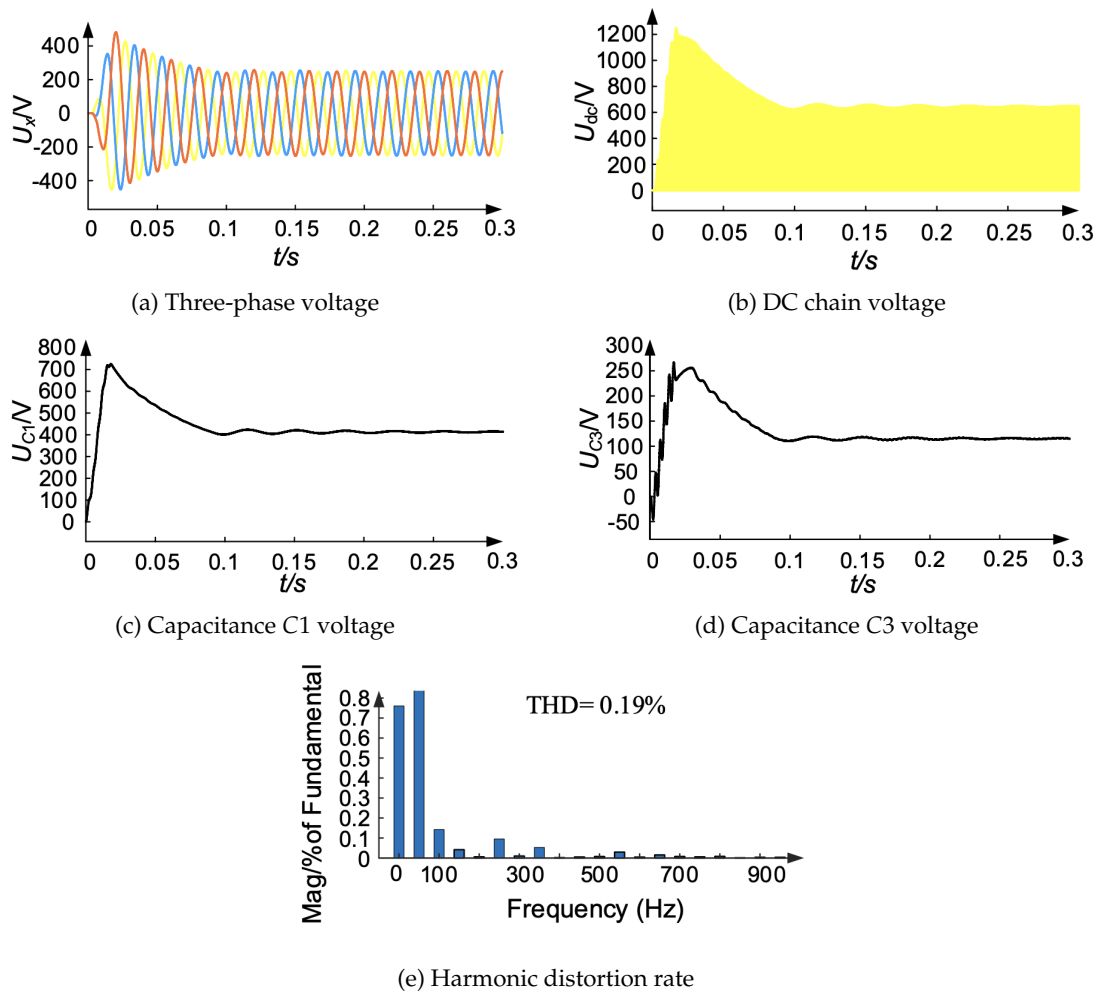 400
200
0
-200
-400
Ux/V
0 0.05 0.1 0.15 0.2 0.25 0.3
t/s
(a) Three-phase voltage
1200
1000
800
600
400
200
0
Udc/V
0 0.05 0.1 0.15 0.2 0.25 0.3
t/s
(b) DC chain voltage
800
700
600
500
400
300
200
100
0
UC1/V
0 0.05 0.1 0.15 0.2 0.25 0.3
t/s
(c) Capacitance C1 voltage
300
250
200
150
100
50
0
-50
UC3/V
0 0.05 0.1 0.15 0.2 0.25 0.3
t/s
(d) Capacitance C3 voltage
Mag/%of Fundamental
0.8
0.7
0.6
0.5
0.4
0.3
0.2
0.1
0
THD= 0.19%
0 100 300 500 700 900
Frequency (Hz)
(e) Harmonic distortion rate